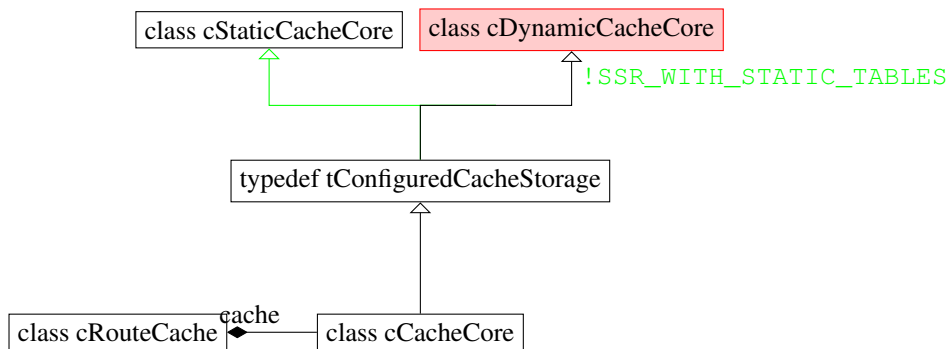 class cStaticCacheCore
class cDynamicCacheCore
!SSR_WITH_STATIC_TABLES
typedef tConfiguredCacheStorage
cache
class cRouteCache
class cCacheCore